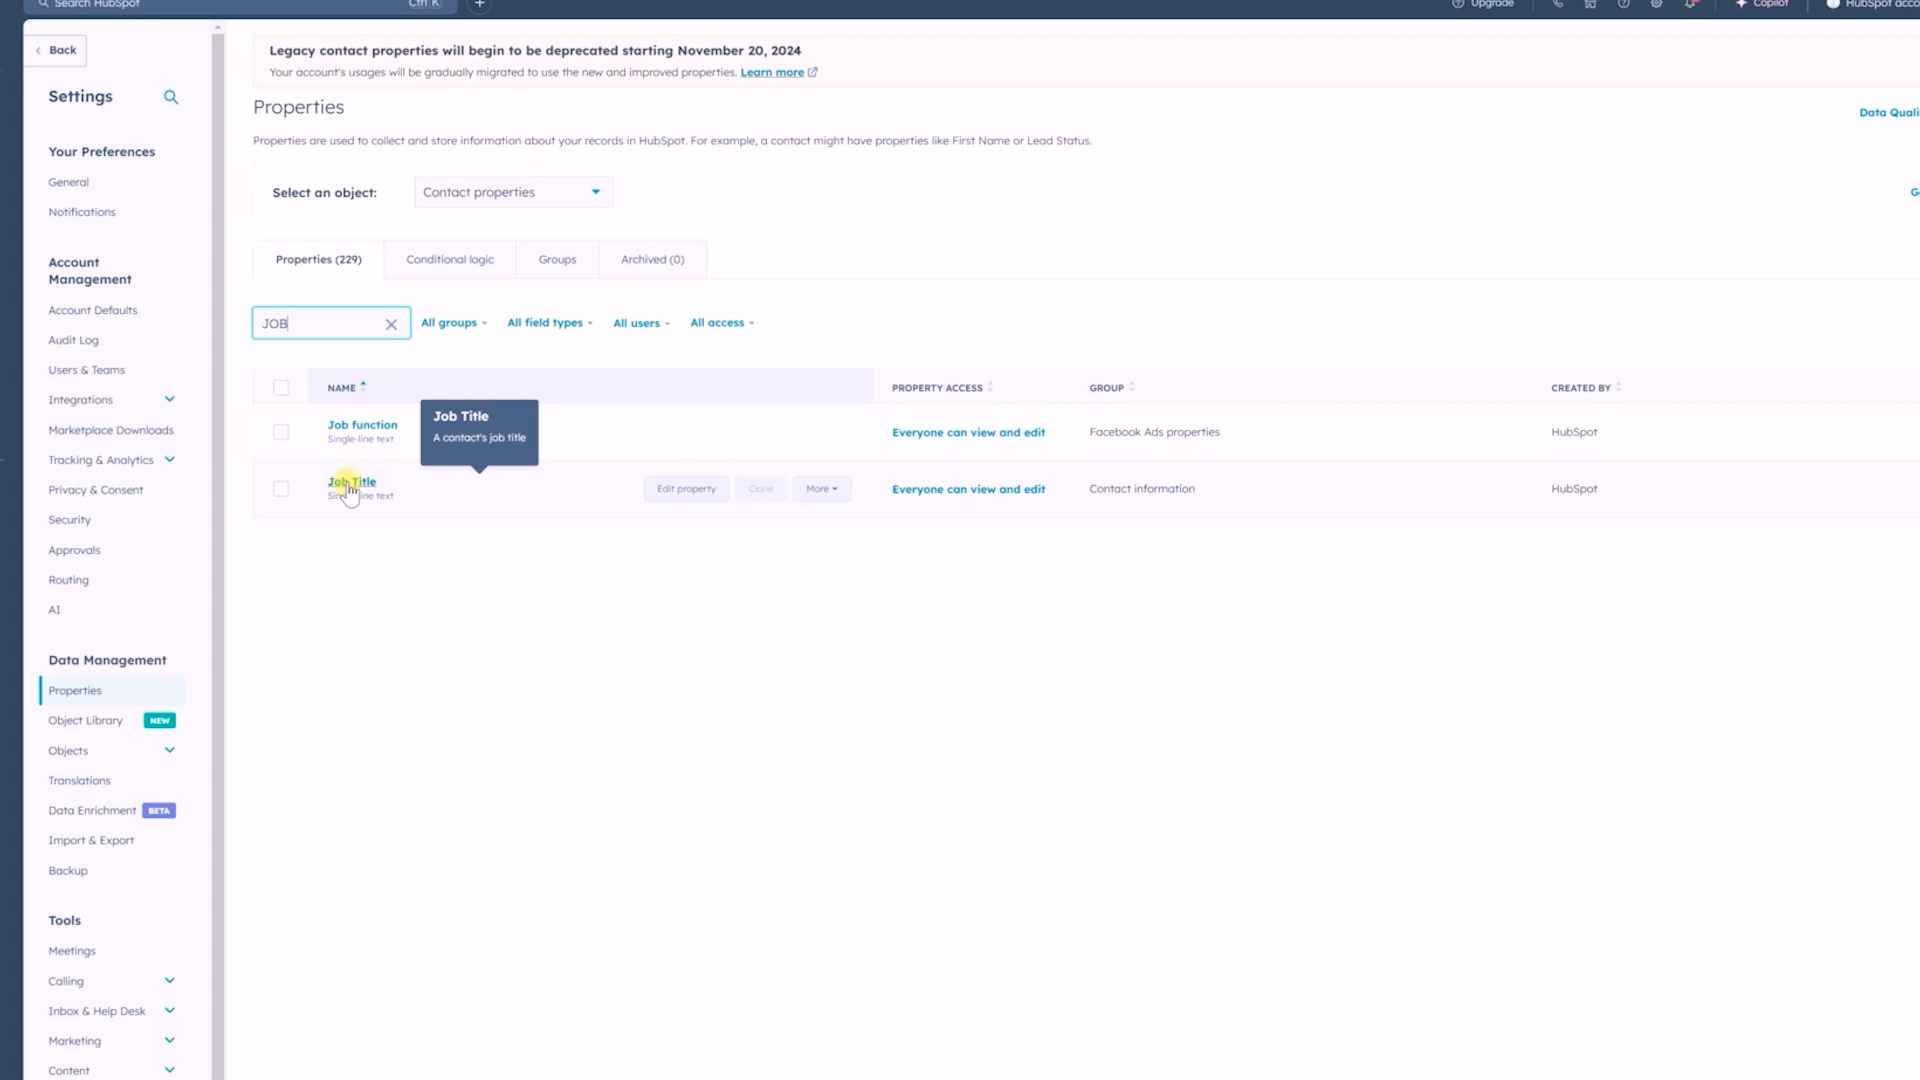 Search HubSpot
Ctrl K
+
Upgrade
Copilot
Back
Settings
Your Preferences
General
Notifications
Account
Management
Account Defaults
Audit Log
Users & Teams
Integrations
Marketplace Downloads
Tracking & Analytics
Privacy & Consent
Security
Approvals
Routing
AI
Data Management
Properties
Object Library NEW
Objects
Translations
Data Enrichment BETA
Import & Export
Backup
Tools
Meetings
Calling
Inbox & Help Desk
Marketing
Content
Legacy contact properties will begin to be deprecated starting November 20, 2024
Your account's usages will be gradually migrated to use the new and improved properties. Learn more
Properties
Properties are used to collect and store information about your records in HubSpot. For example, a contact might have properties like First Name or Lead Status.
Select an object: Contact properties
Properties (229) Conditional logic Groups Archived (0)
JOB All groups All field types All users All access
NAME PROPERTY ACCESS GROUP CREATED BY
Job function
Single-line text
Everyone can view and edit Facebook Ads properties HubSpot
Job Title
A contact's job title
Job Title
Edit property Clone More Everyone can view and edit Contact information HubSpot